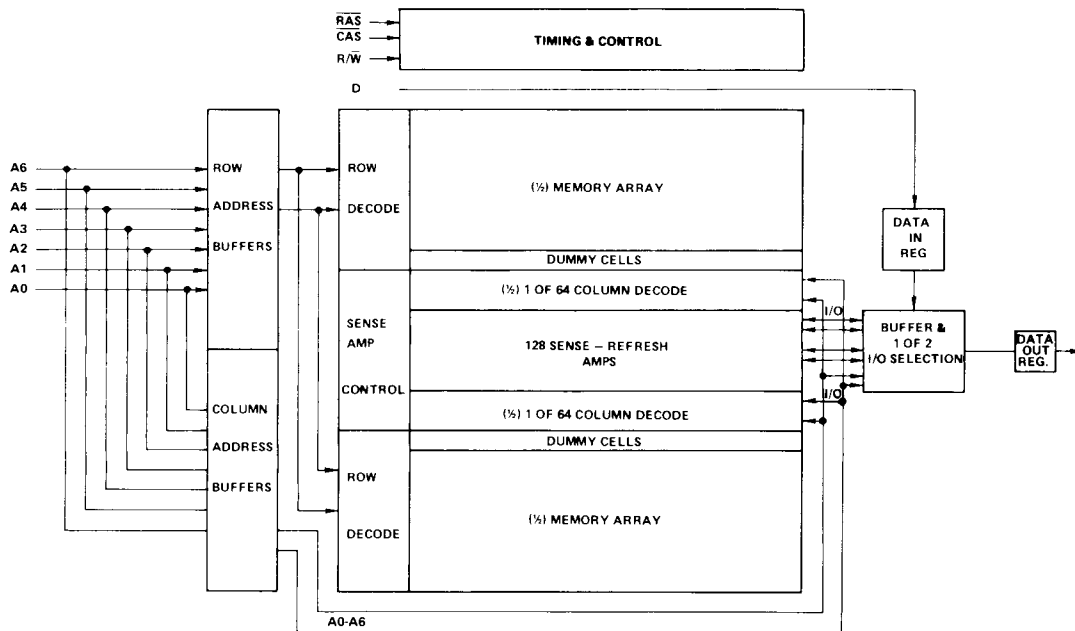 RAS
CAS
R/W
TIMING & CONTROL
D
A6
A5
A4
A3
A2
A1
A0
ROW
ADDRESS
BUFFERS
COLUMN
ADDRESS
BUFFERS
ROW
DECODE
SENSE
AMP
CONTROL
ROW
DECODE
(½) MEMORY ARRAY
DUMMY CELLS
(½) 1 OF 64 COLUMN DECODE
128 SENSE – REFRESH
AMPS
(½) 1 OF 64 COLUMN DECODE
DUMMY CELLS
(½) MEMORY ARRAY
I/O
I/O
DATA
IN
REG
BUFFER &
1 OF 2
I/O SELECTION
DATA
OUT
REG.
A0-A6